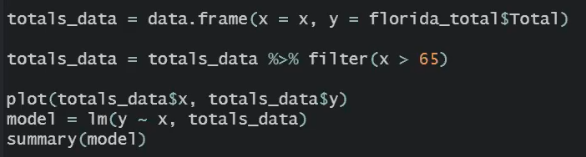 totals_data = data.frame(x = x, y = florida_total$Total)
totals_data = totals_data %>% filter(x > 65)
plot(totals_data$x, totals_data$y)
model = lm(y ~ x, totals_data)
summary(model)